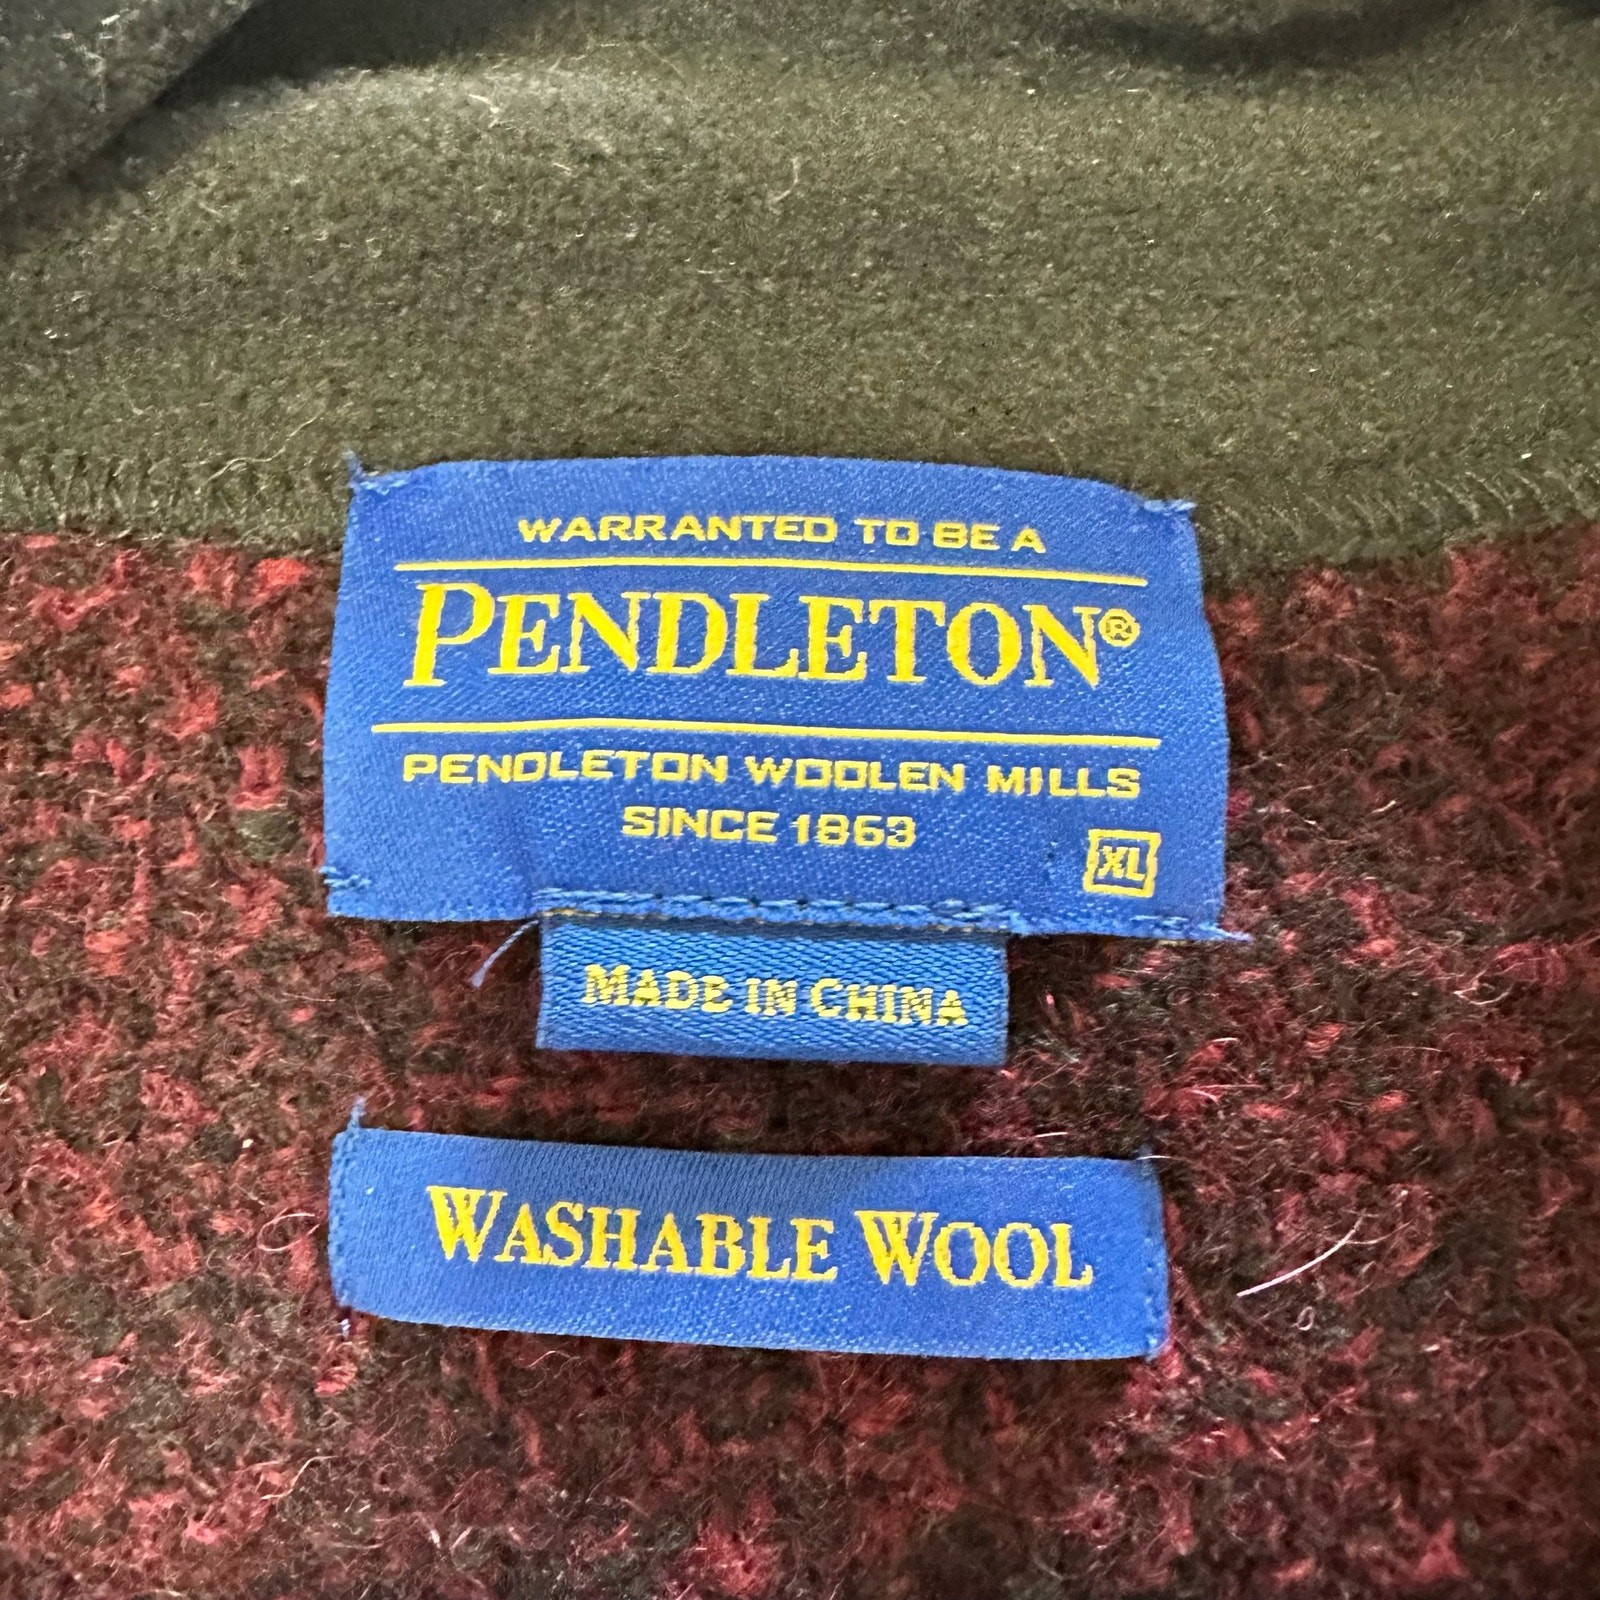 WARRANTED TO BE A
PENDLETON®
PENDLETON WOOLEN MILLS
SINCE 1863
XL
MADE IN CHINA
WASHABLE WOOL